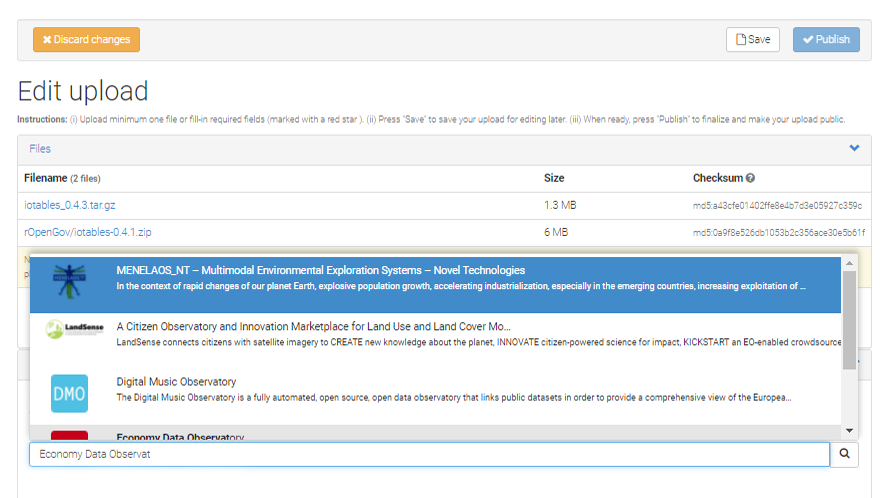 Discard changes
Save
Publish
Edit upload
Instructions: (i) Upload minimum one file or fill-in required fields (marked with a red star ). (ii) Press "Save" to save your upload for editing later. (iii) When ready, press "Publish" to finalize and make your upload public.
Files
Filename (2 files) Size Checksum
iotables_0.4.3.tar.gz 1.3 MB md5:a43cfe01402ffe8e4b7d3e05927c359c
rOpenGov/iotables-0.4.1.zip 6 MB md5:0a9f8e526db1053b2c356ace30e5b61f
MENELAOS_NT – Multimodal Environmental Exploration Systems – Novel Technologies
In the context of rapid changes of our planet Earth, explosive population growth, accelerating industrialization, especially in the emerging countries, increasing exploitation of ...
LandSense
A Citizen Observatory and Innovation Marketplace for Land Use and Land Cover Mo...
LandSense connects citizens with satellite imagery to CREATE new knowledge about the planet, INNOVATE citizen-powered science for impact, KICKSTART an EO-enabled crowdsource
DMO
Digital Music Observatory
The Digital Music Observatory is a fully automated, open source, open data observatory that links public datasets in order to provide a comprehensive view of the Europea...
Economy Data Observatory
Economy Data Observat